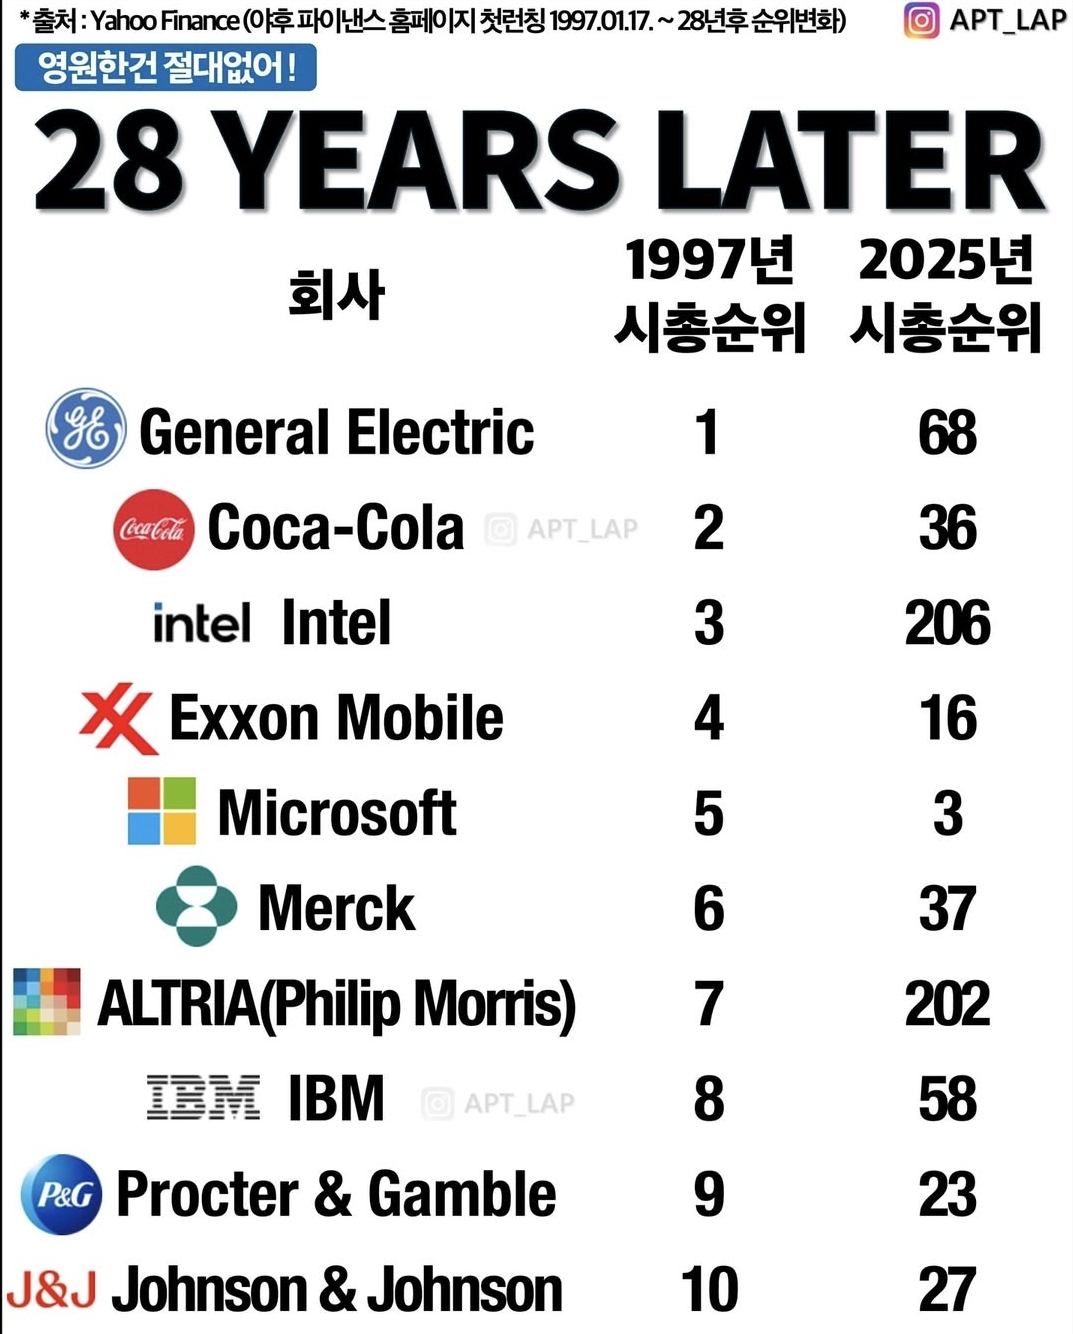 * 출처 : Yahoo Finance (야후 파이낸스 홈페이지 첫런칭 1997.01.17. ~ 28년후 순위변화)
APT_LAP
영원한건 절대없어 !
28 YEARS LATER
회사
1997년 시총순위
2025년 시총순위
GE General Electric 1 68
Coca-Cola Coca-Cola APT_LAP 2 36
intel Intel 3 206
Exxon Mobile 4 16
Microsoft 5 3
Merck 6 37
ALTRIA(Philip Morris) 7 202
IBM IBM APT_LAP 8 58
P&G Procter & Gamble 9 23
J&J Johnson & Johnson 10 27